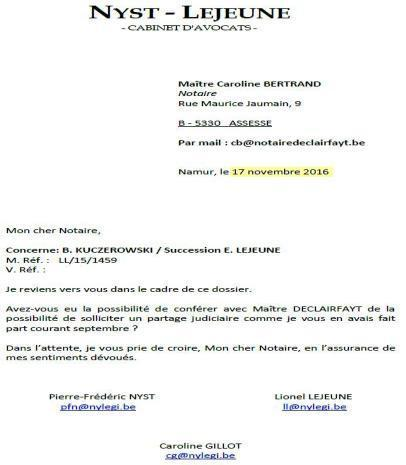 NYST - LEJEUNE
- CABINET D'AVOCATS -
Maître Caroline BERTRAND
Notaire
Rue Maurice Jaumain, 9
B - 5330 ASSESSE
Par mail : cb@notairedeclairfayt.be
Namur, le 17 novembre 2016
Mon cher Notaire,
Concerne: B. KUCZEROWSKI / Succession E. LEJEUNE
M. Réf. : LL/15/1459
V. Réf. :
Je reviens vers vous dans le cadre de ce dossier.
Avez-vous eu la possibilité de conférer avec Maître DECLAIRFAYT de la
possibilité de solliciter un partage judiciaire comme je vous en avais fait
part courant septembre ?
Dans l'attente, je vous prie de croire, Mon cher Notaire, en l'assurance de
mes sentiments dévoués.
Pierre-Frédéric NYST Lionel LEJEUNE
pfn@nylegi.be ll@nylegi.be
Caroline GILLOT
cg@nylegi.be